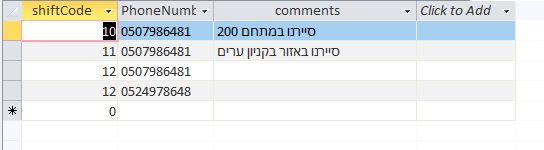 shiftCode PhoneNumb comments Click to Add
10 0507986481 סיירנו במתחם 200
11 0507986481 סיירנו באזור בקניון ערים
12 0507986481
12 0524978648
0